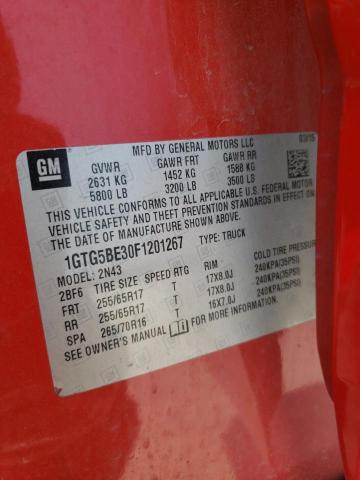 GM
MFD BY GENERAL MOTORS LLC 03/15
GVWR GAWR FRT GAWR RR
2631 KG 1452 KG 1588 KG
5800 LB 3200 LB 3500 LB
THIS VEHICLE CONFORMS TO ALL APPLICABLE U.S. FEDERAL MOTOR
VEHICLE SAFETY STANDARDS IN EFFECT ON
THE DATE OF MANUFACTURE SHOWN ABOVE.
1GTG5BE30F1201267 TYPE: TRUCK
MODEL: 2N43
2BF6 TIRE SIZE SPEED RTG RIM COLD TIRE PRESSURE
FRT 255/65R17 T 17X8.0J 240KPA(35PSI)
RR 255/65R17 T 17X8.0J 240KPA(35PSI)
SPA 265/70R16 T 16X7.0J 240KPA(35PSI)
SEE OWNER'S MANUAL FOR MORE INFORMATION.